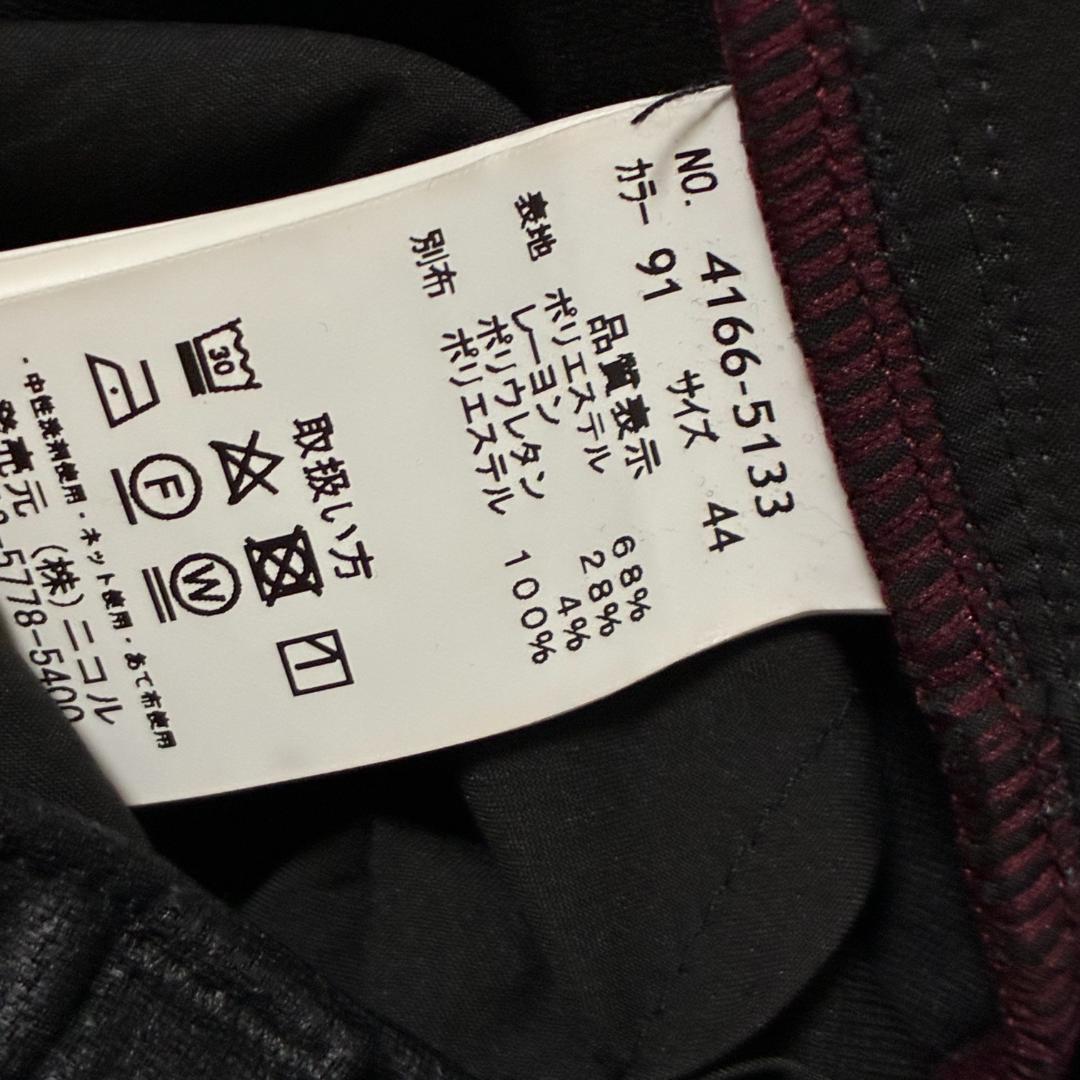 NO. 4166-5133
カラー 91 サイズ 44
品質表示
表地 ポリエステル 68%
レーヨン 28%
ポリウレタン 4%
別布 ポリエステル 100%
取扱い方
30
F W
・中性洗剤使用・ネット使用・あて布使用
発売元 (株)ニコル
5778-5400